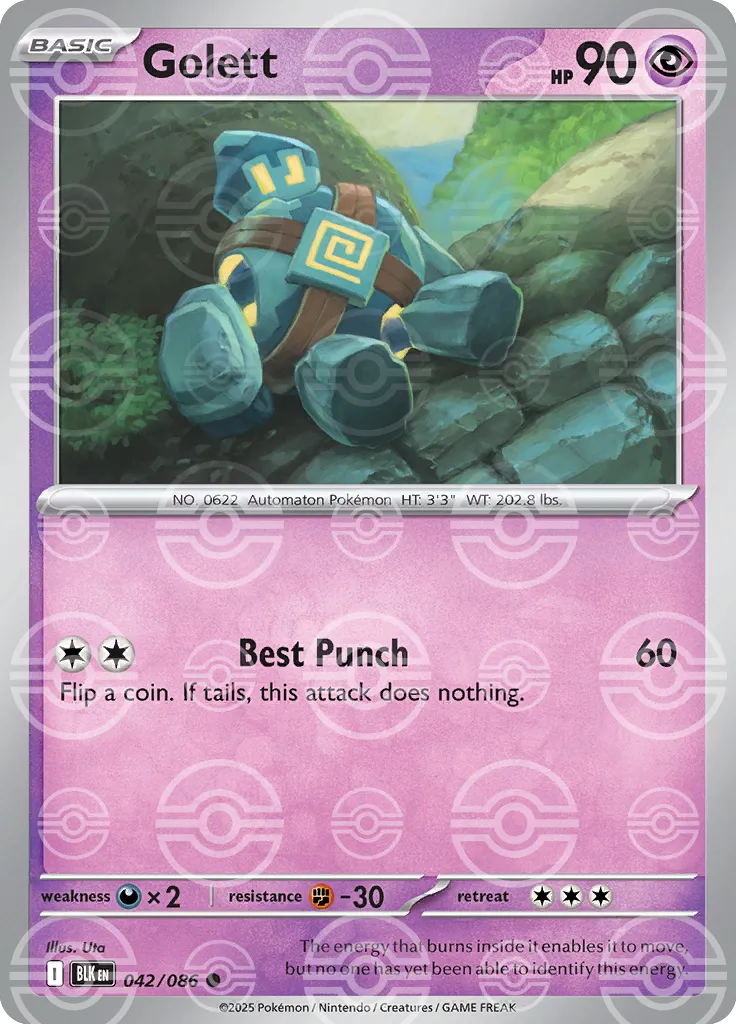 BASIC
Golett
HP 90
NO. 0622 Automaton Pokémon HT: 3'3" WT: 202.8 lbs.
Best Punch 60
Flip a coin. If tails, this attack does nothing.
weakness ×2 resistance -30 retreat
Illus. Uta
The energy that burns inside it enables it to move,
but no one has yet been able to identify this energy.
I BLK EN 042/086
©2025 Pokémon / Nintendo / Creatures / GAME FREAK